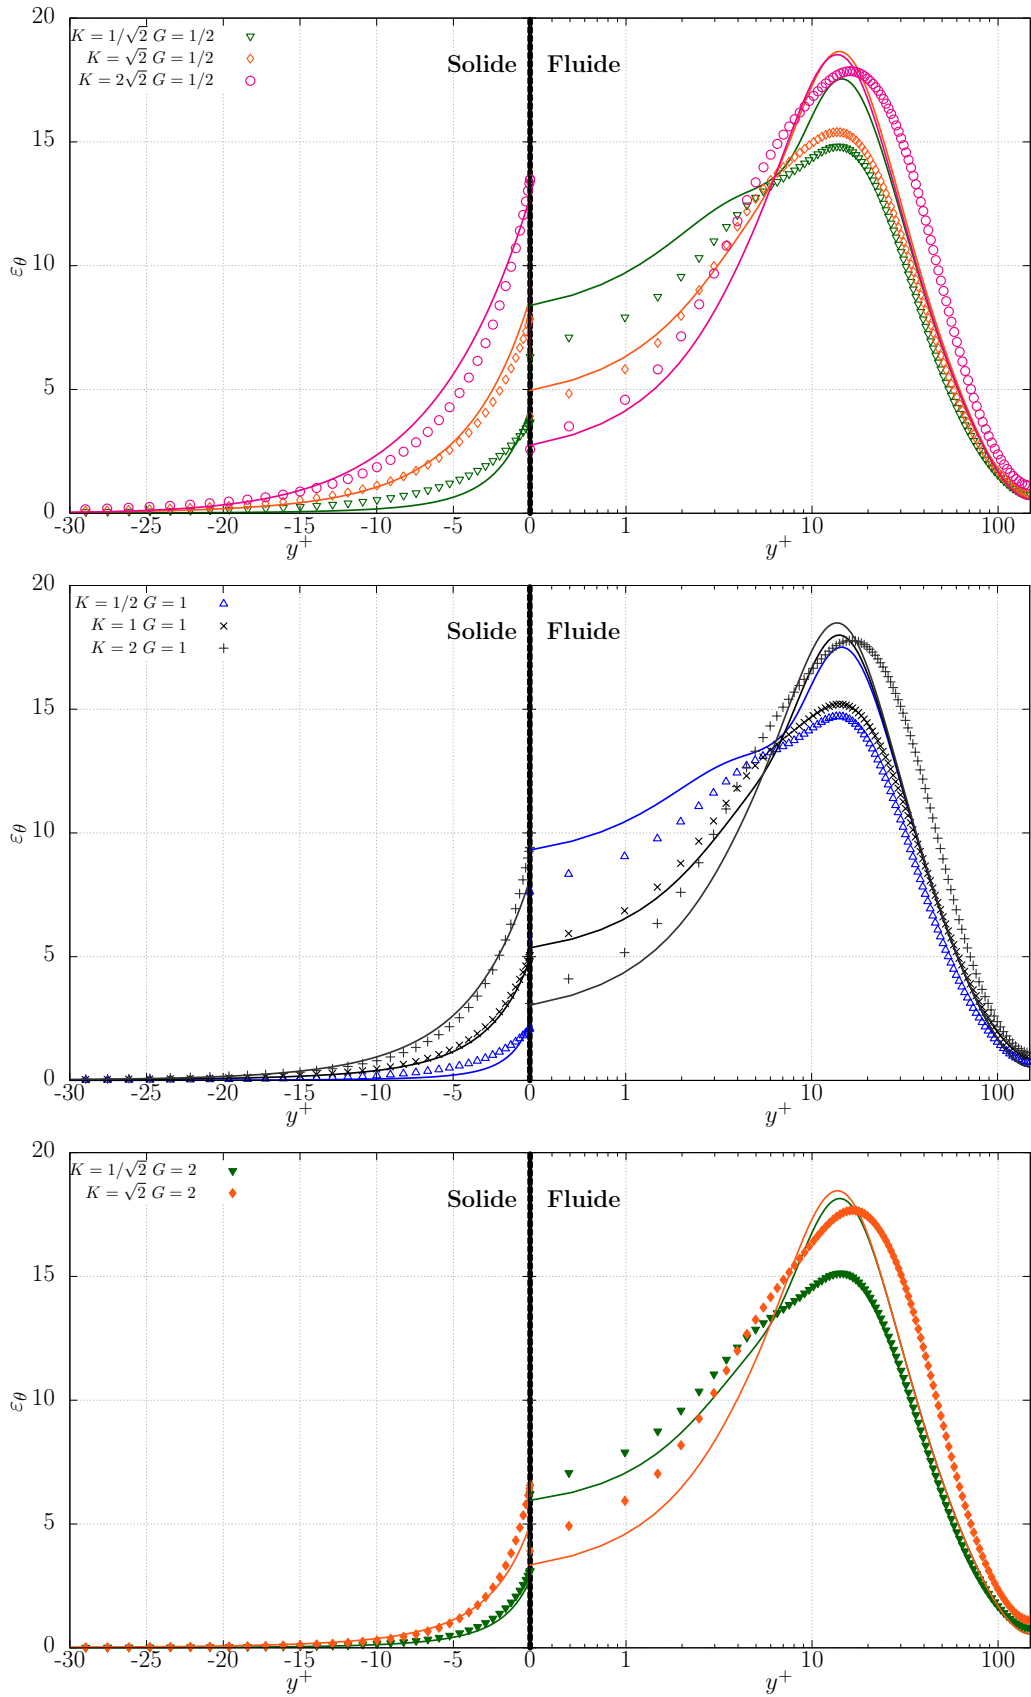 20
K = 1/√2 G = 1/2
K = √2 G = 1/2
K = 2√2 G = 1/2
Solide Fluide
15
10
ε_θ
5
0
-30 -25 -20 -15 -10 -5 0 1 10 100
y⁺ y⁺
20
K = 1/2 G = 1
K = 1 G = 1
K = 2 G = 1
Solide Fluide
15
10
ε_θ
5
0
-30 -25 -20 -15 -10 -5 0 1 10 100
y⁺ y⁺
20
K = 1/√2 G = 2
K = √2 G = 2
Solide Fluide
15
10
ε_θ
5
0
-30 -25 -20 -15 -10 -5 0 1 10 100
y⁺ y⁺